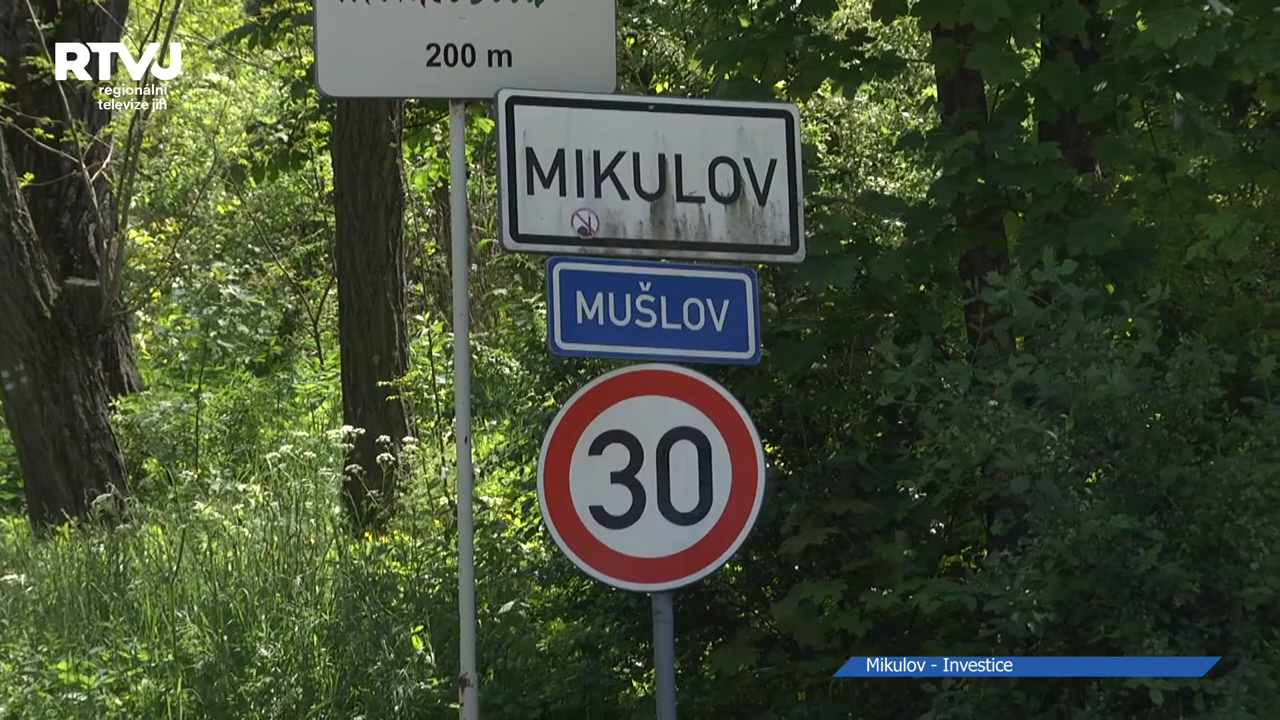 RTVJ
regionální
televize jih
200 m
MIKULOV
MUŠLOV
30
Mikulov - Investice